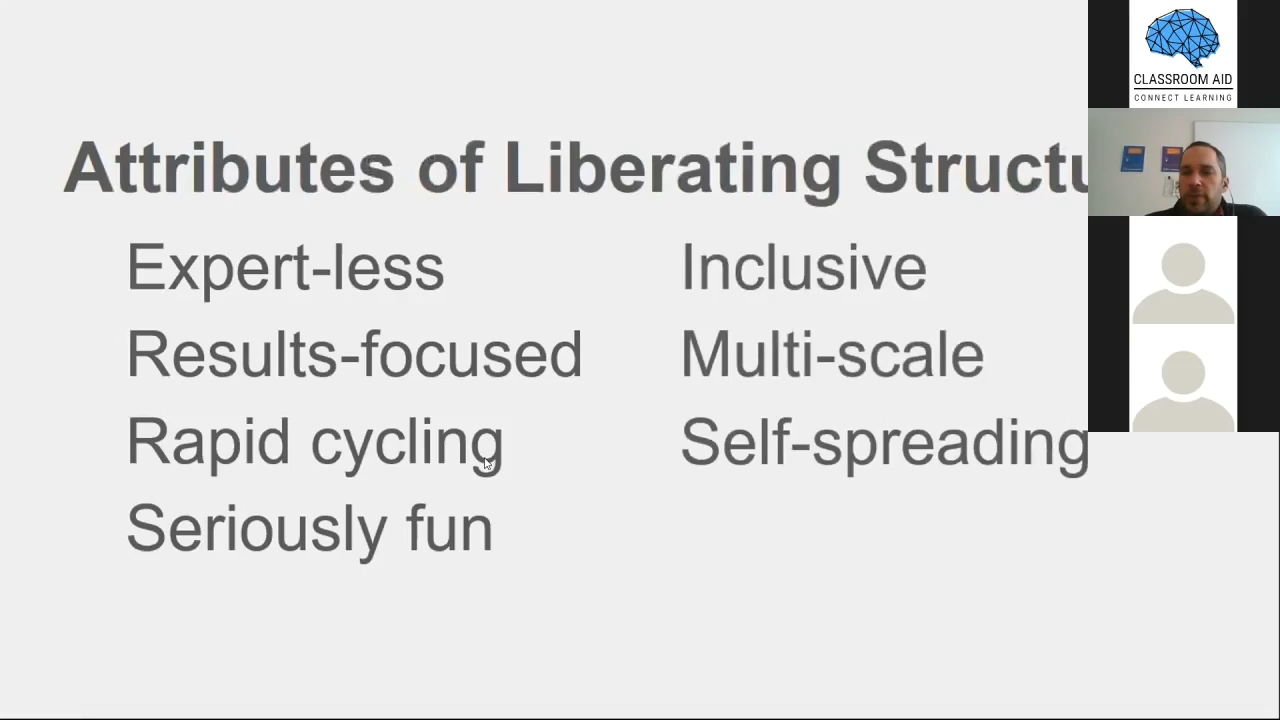 Attributes of Liberating Structu
Expert-less
Results-focused
Rapid cycling
Seriously fun
Inclusive
Multi-scale
Self-spreading
CLASSROOM AID
CONNECT LEARNING